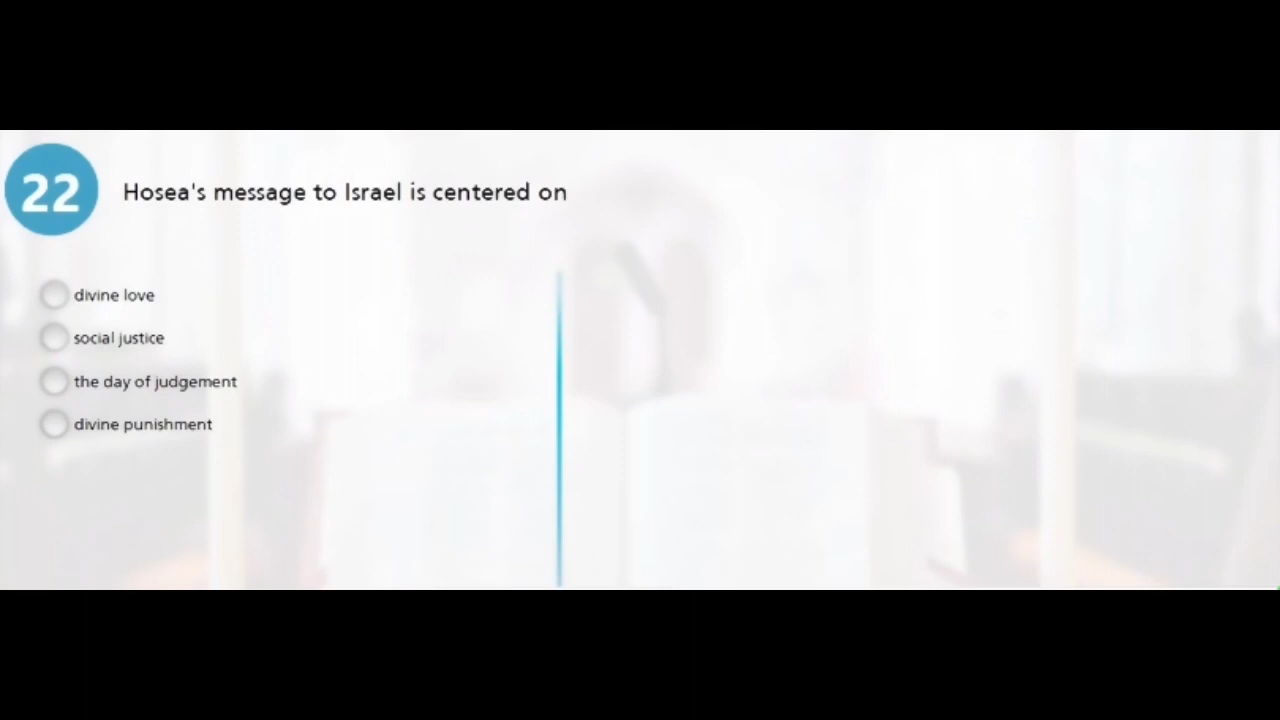 22
Hosea's message to Israel is centered on
divine love
social justice
the day of judgement
divine punishment